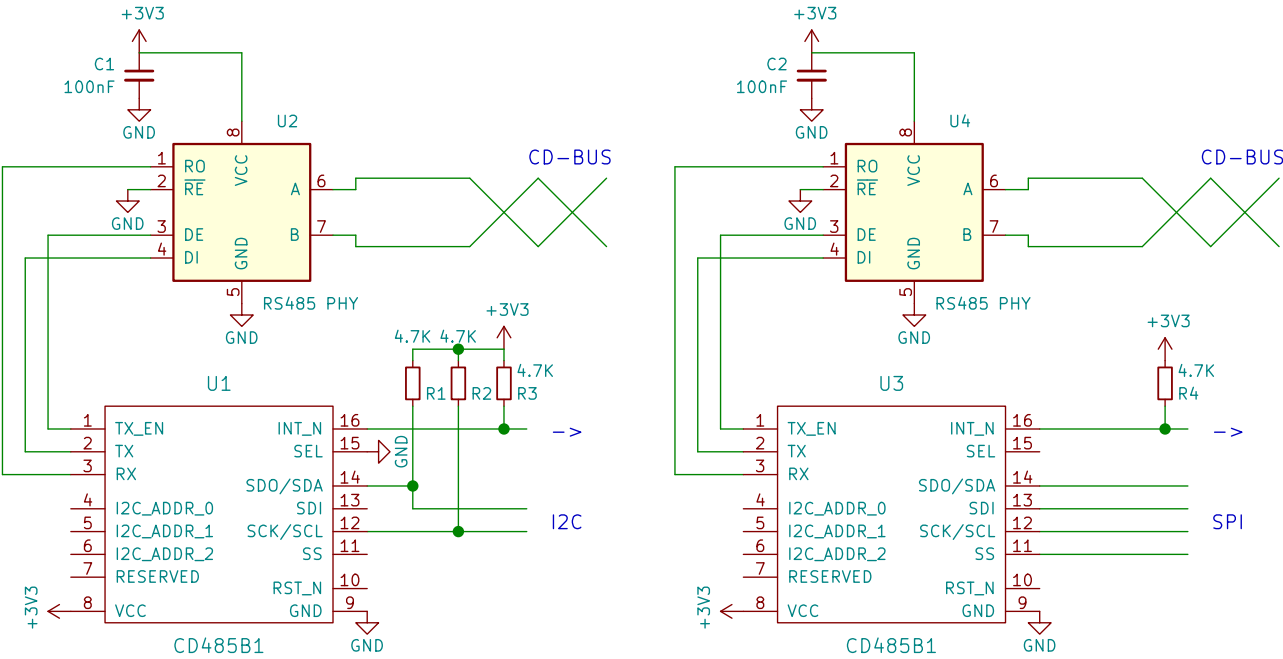 +3V3
C1
100nF
GND
U2
8
VCC
1 RO
2 RE
GND
3 DE
4 DI
A 6
B 7
GND
5
RS485 PHY
GND
CD-BUS
+3V3
4.7K 4.7K
4.7K
R1 R2 R3
U1
1 TX_EN
2 TX
3 RX
4 I2C_ADDR_0
5 I2C_ADDR_1
6 I2C_ADDR_2
7 RESERVED
+3V3
8 VCC
INT_N 16
->
SEL 15
GND
SDO/SDA 14
SDI 13
SCK/SCL 12
I2C
SS 11
RST_N 10
GND 9
GND
CD485B1
+3V3
C2
100nF
GND
U4
8
VCC
1 RO
2 RE
GND
3 DE
4 DI
A 6
B 7
GND
5
RS485 PHY
GND
CD-BUS
+3V3
4.7K
R4
U3
1 TX_EN
2 TX
3 RX
4 I2C_ADDR_0
5 I2C_ADDR_1
6 I2C_ADDR_2
7 RESERVED
+3V3
8 VCC
INT_N 16
->
SEL 15
SDO/SDA 14
SDI 13
SCK/SCL 12
SPI
SS 11
RST_N 10
GND 9
GND
CD485B1